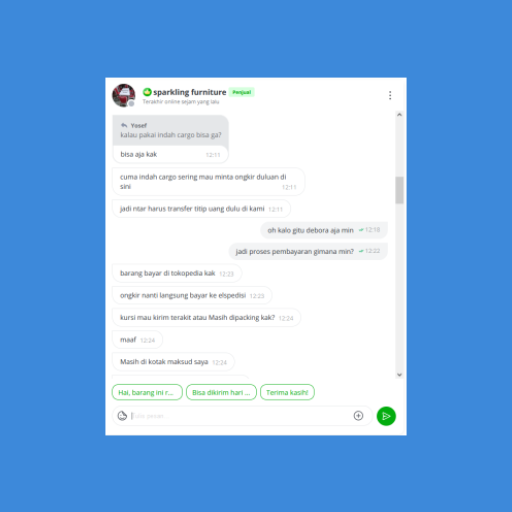 sparkling furniture Penjual
Terakhir online sejam yang lalu
Yosef
kalau pakai indah cargo bisa ga?
bisa aja kak 12:11
cuma indah cargo sering mau minta ongkir duluan di
sini 12:11
jadi ntar harus transfer titip uang dulu di kami 12:11
oh kalo gitu debora aja min 12:18
jadi proses pembayaran gimana min? 12:22
barang bayar di tokopedia kak 12:23
ongkir nanti langsung bayar ke elspedisi 12:23
kursi mau kirim terakit atau Masih dipacking kak? 12:24
maaf 12:24
Masih di kotak maksud saya 12:24
Hai, barang ini r... Bisa dikirim hari ... Terima kasih!
Tulis pesan...